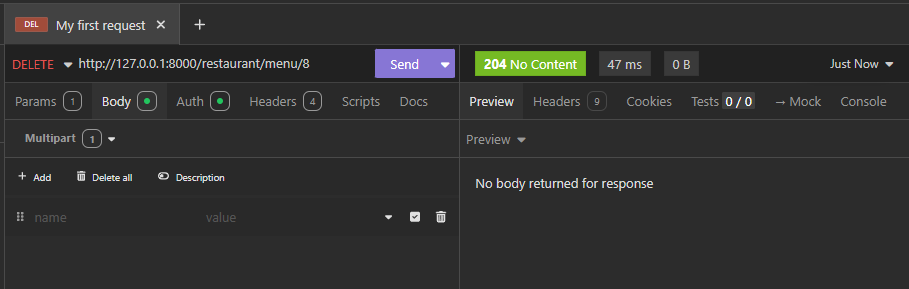 DEL My first request
DELETE http://127.0.0.1:8000/restaurant/menu/8 Send 204 No Content 47 ms 0 B Just Now
Params 1 Body Auth Headers 4 Scripts Docs Preview Headers 9 Cookies Tests 0 / 0 → Mock Console
Multipart 1 Preview
+ Add Delete all Description
No body returned for response
name value